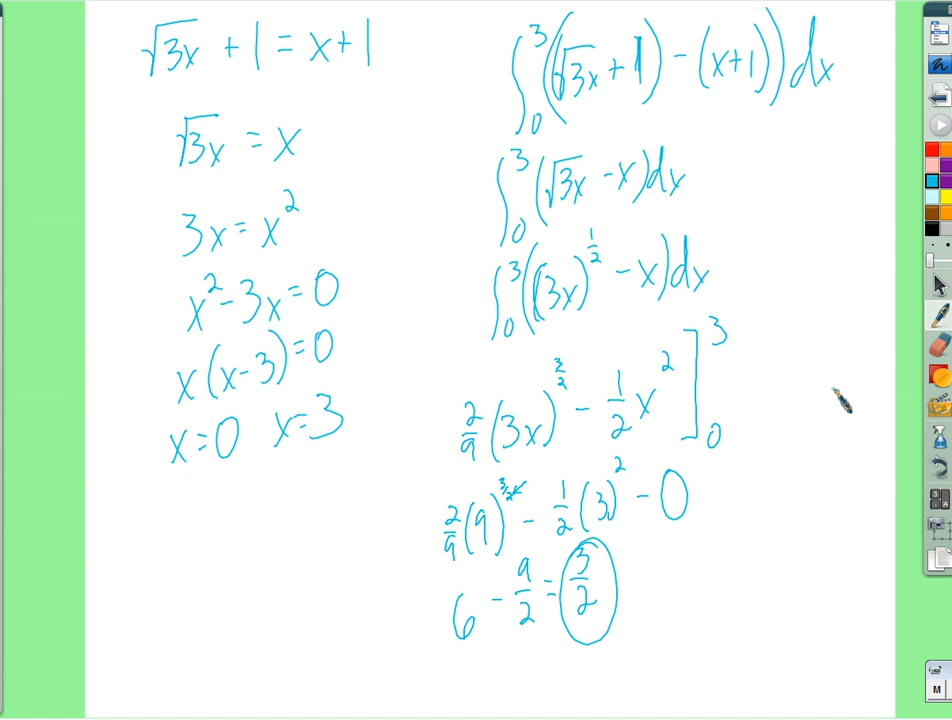 √3x + 1 = x + 1
√3x = x
3x = x²
x² - 3x = 0
x(x-3) = 0
x=0 x=3
∫₀³((√3x + 1) - (x+1))dx
∫₀³(√3x - x)dx
∫₀³((3x)^(1/2) - x)dx
2/9 (3x)^(3/2) - 1/2 x² ]₀³
2/9 (9)^(3/2) - 1/2 (3)² - 0
6 - 9/2 = 3/2
M